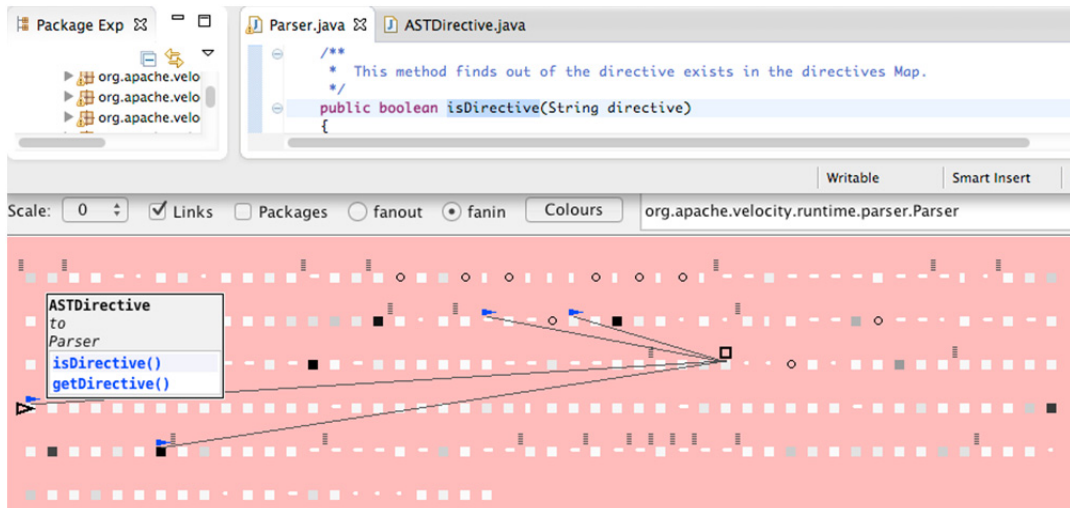 Package Exp
Parser.java
ASTDirective.java
org.apache.velo
org.apache.velo
org.apache.velo
/**
* This method finds out of the directive exists in the directives Map.
*/
public boolean isDirective(String directive)
{
Writable
Smart Insert
Scale: 0
Links
Packages
fanout
fanin
Colours
org.apache.velocity.runtime.parser.Parser
ASTDirective
to
Parser
isDirective()
getDirective()